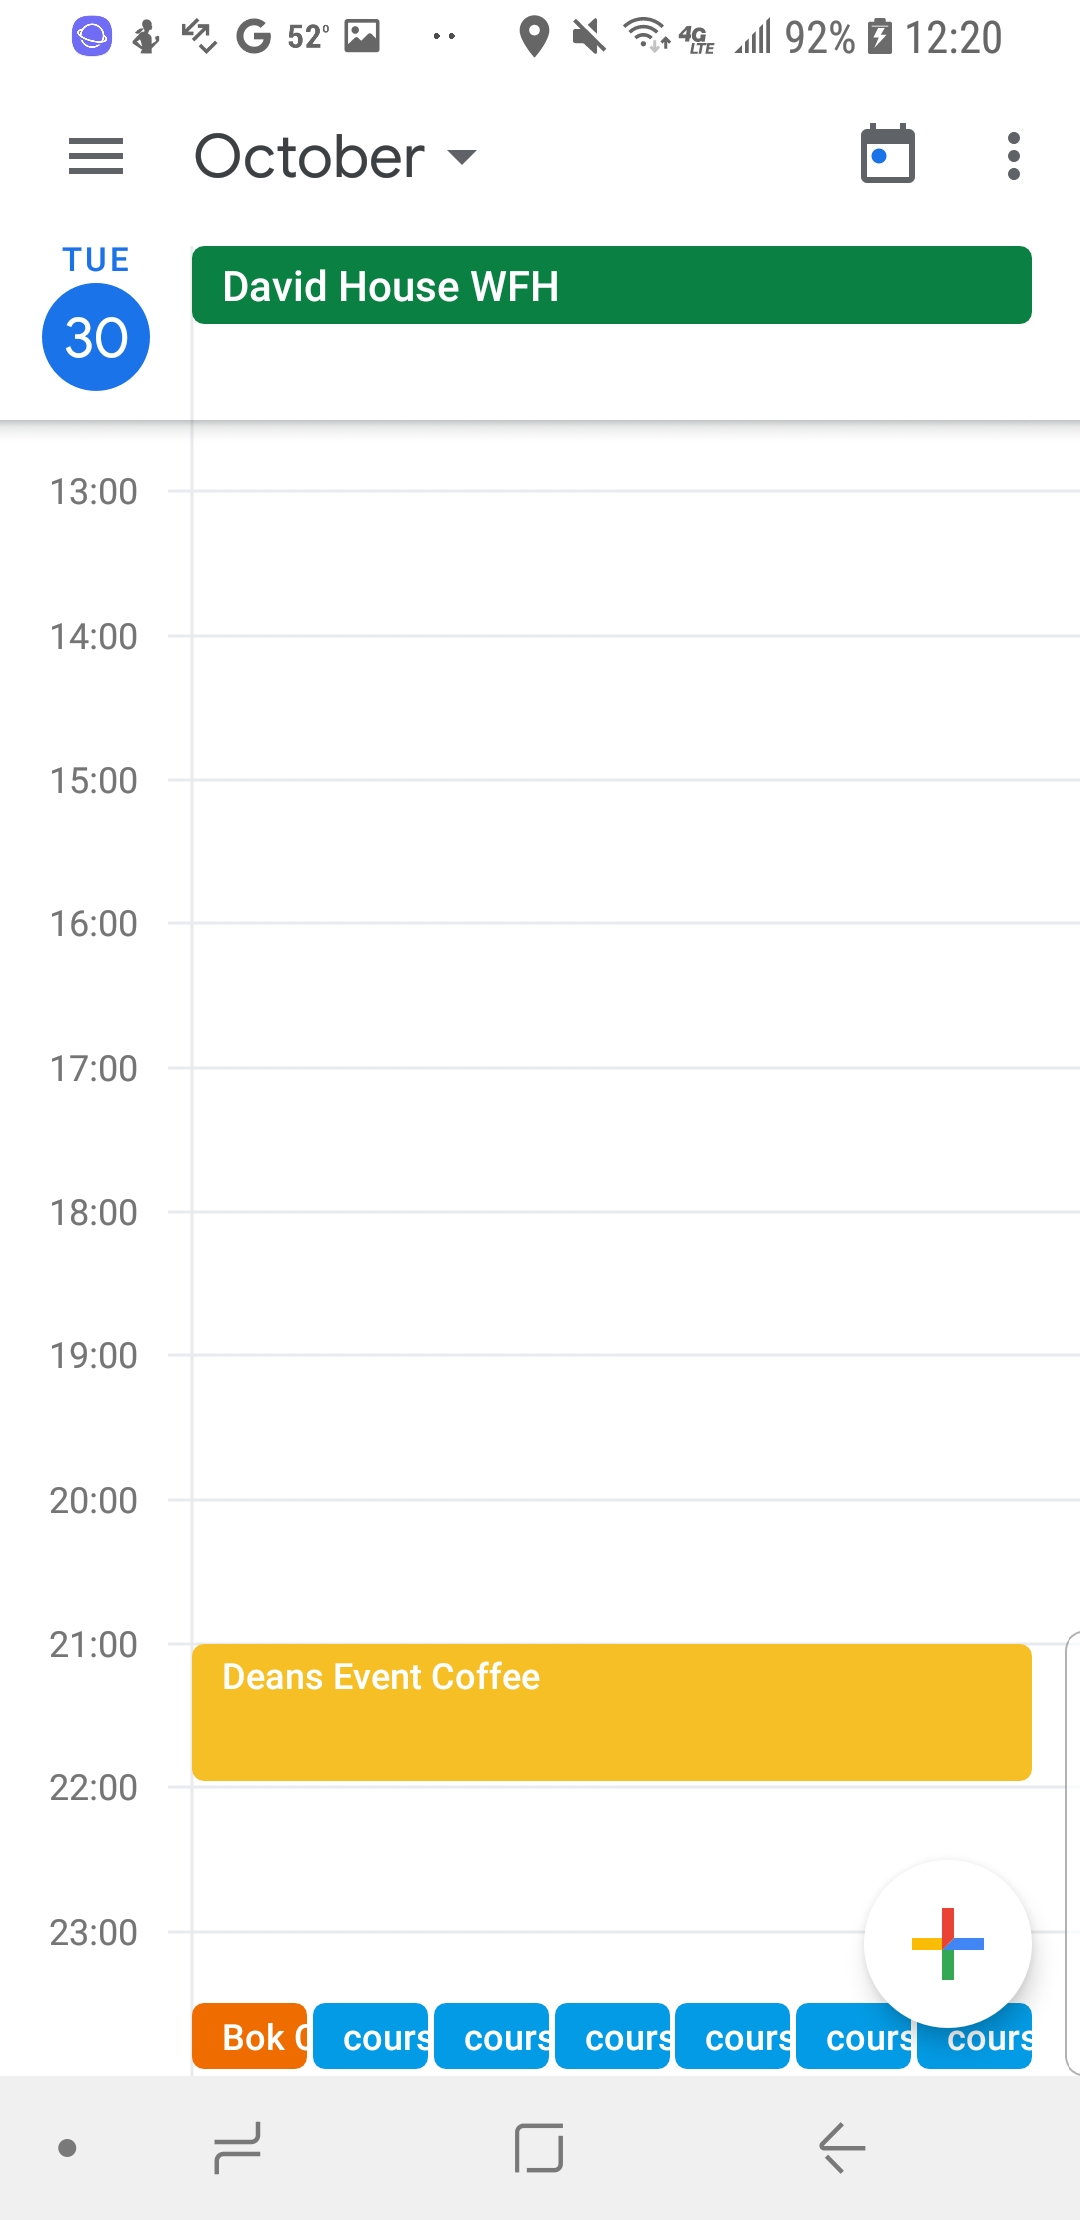 52° 4G LTE 92% 12:20
October
TUE
30
David House WFH
13:00
14:00
15:00
16:00
17:00
18:00
19:00
20:00
21:00
Deans Event Coffee
22:00
23:00
Bok cours cours cours cours cours cours